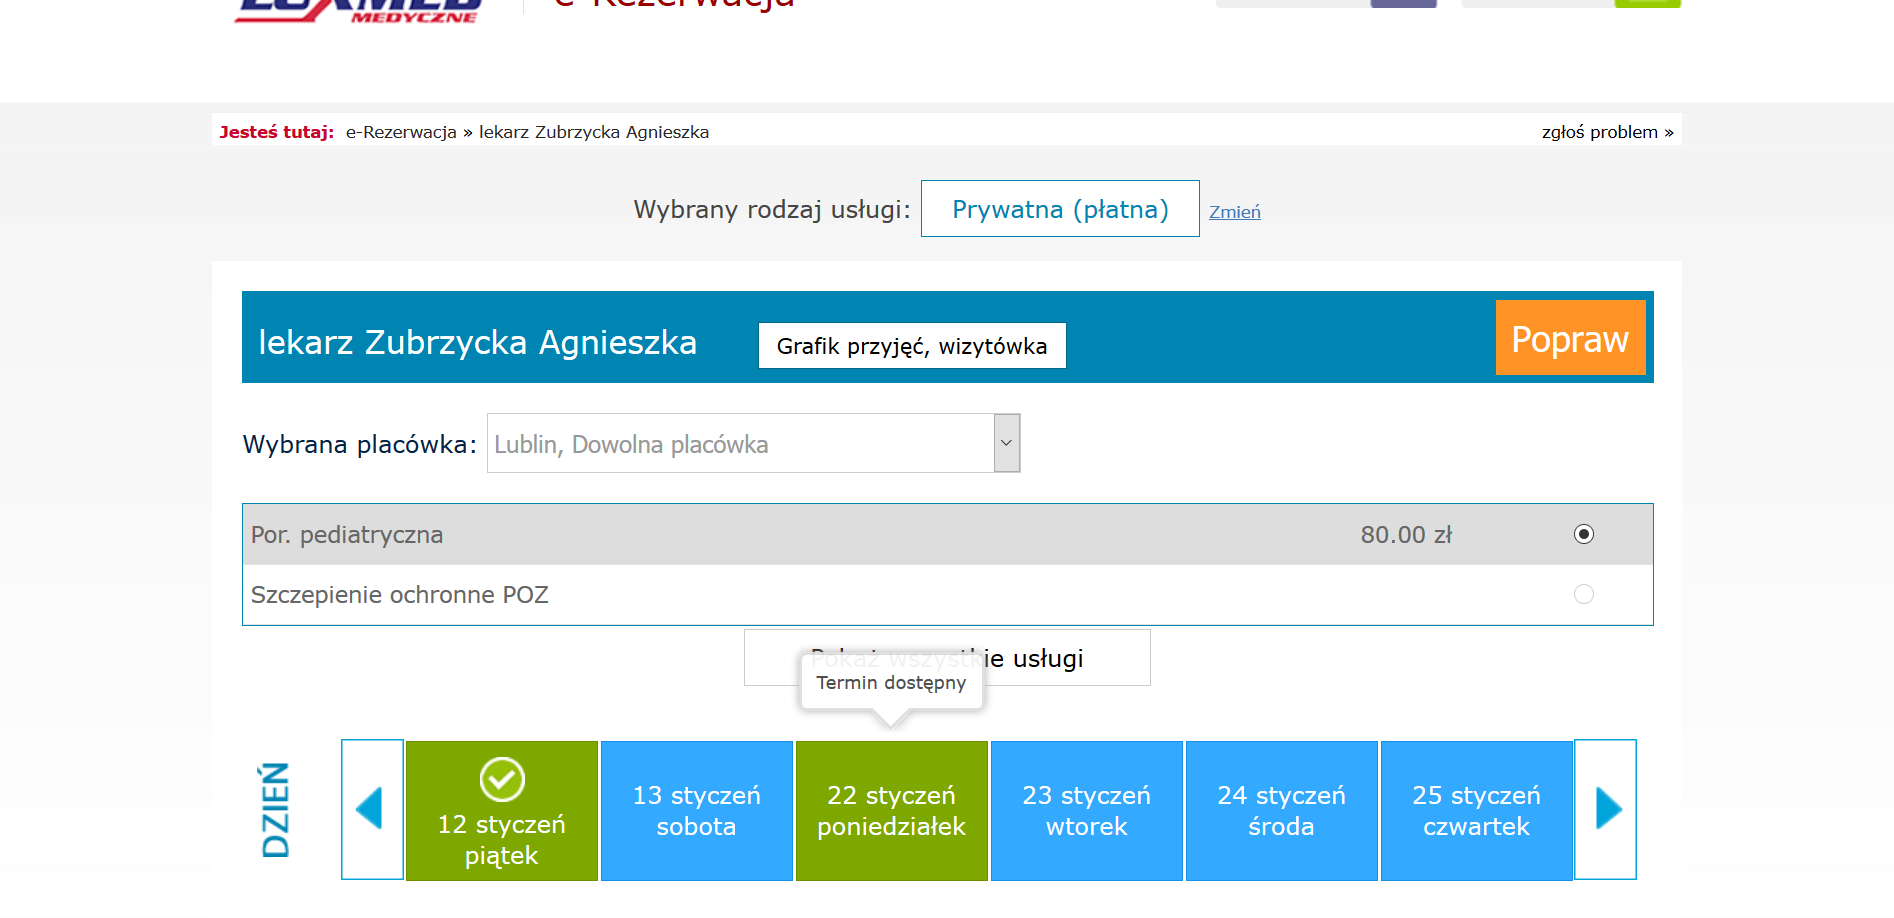 LUXMED
MEDYCZNE
e-Rezerwacja
Jesteś tutaj: e-Rezerwacja » lekarz Zubrzycka Agnieszka
zgłoś problem »
Wybrany rodzaj usługi: Prywatna (płatna) Zmień
lekarz Zubrzycka Agnieszka
Grafik przyjęć, wizytówka
Popraw
Wybrana placówka: Lublin, Dowolna placówka
Por. pediatryczna 80.00 zł
Szczepienie ochronne POZ
Pokaż wszystkie usługi
Termin dostępny
DZIEŃ
12 styczeń
piątek
13 styczeń
sobota
22 styczeń
poniedziałek
23 styczeń
wtorek
24 styczeń
środa
25 styczeń
czwartek